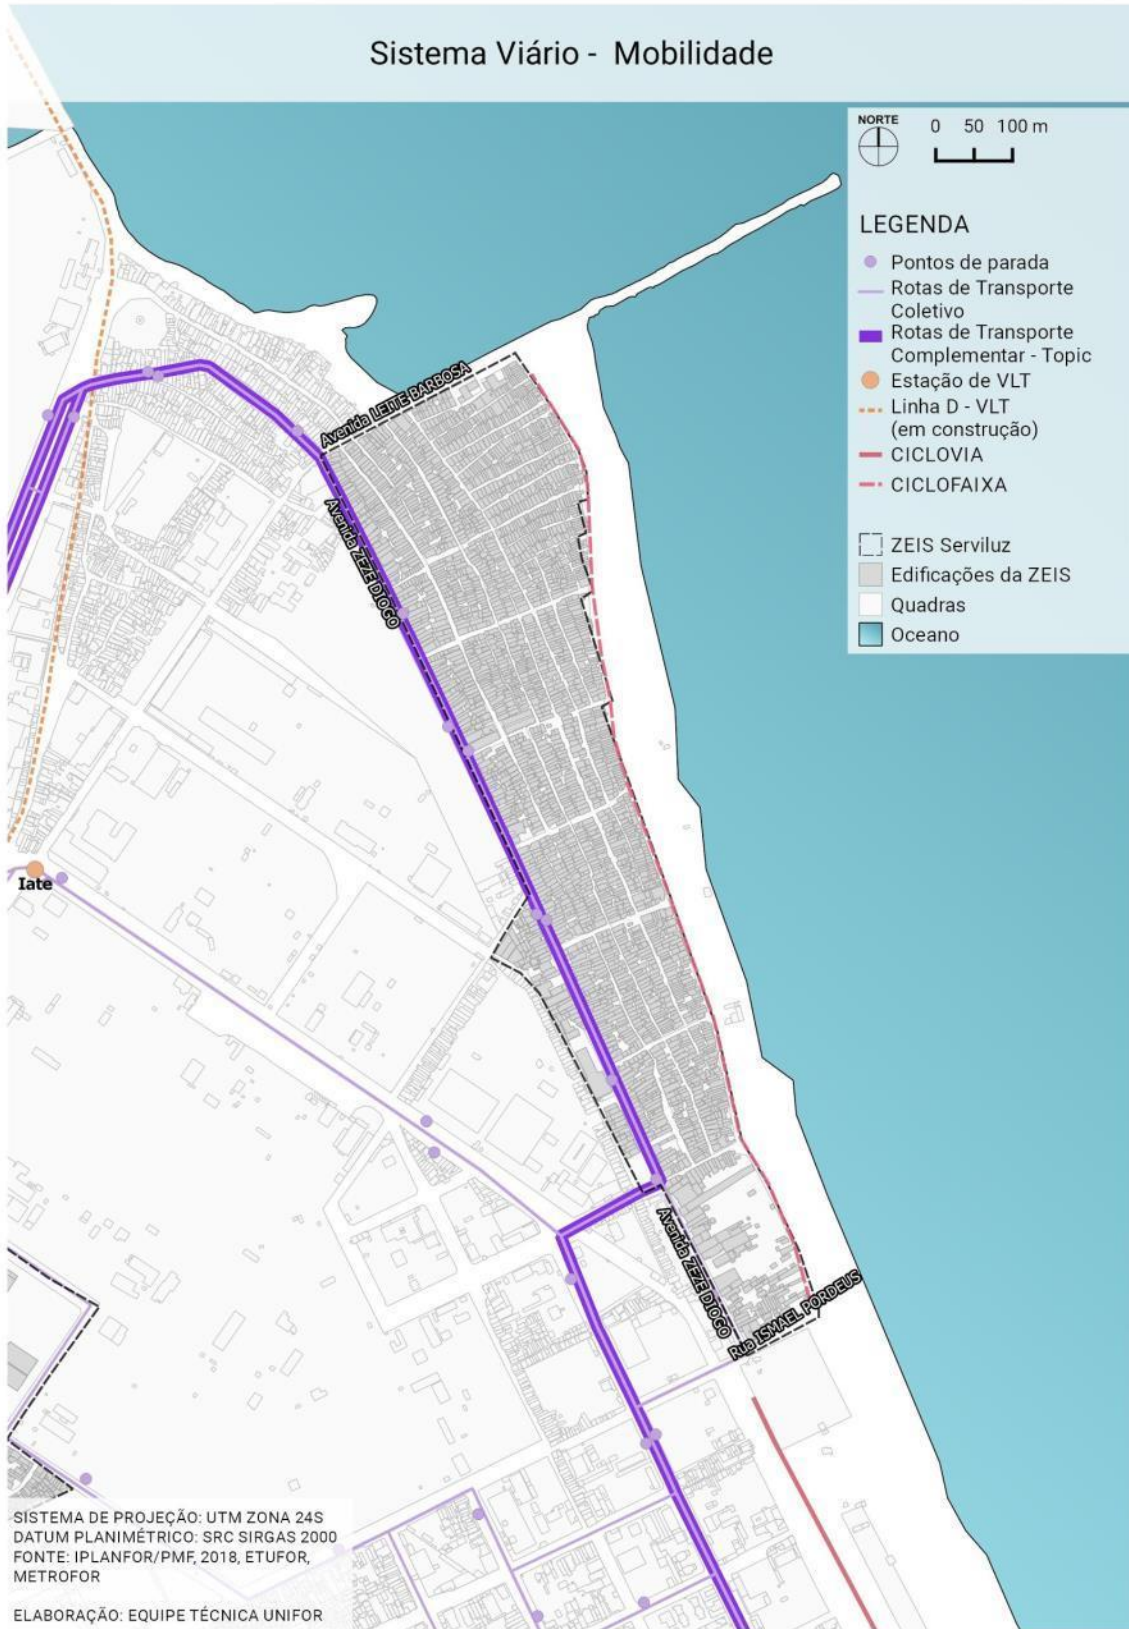 Sistema Viário - Mobilidade
NORTE
0 50 100 m
LEGENDA
Pontos de parada
Rotas de Transporte
Coletivo
Rotas de Transporte
Complementar - Topic
Estação de VLT
Linha D - VLT
(em construção)
CICLOVIA
CICLOFAIXA
ZEIS Serviluz
Edificações da ZEIS
Quadras
Oceano
Avenida LEITE BARBOSA
Avenida ZEZE DIOGO
Iate
Avenida ZEZE DIOGO
Rua ISMAEL PORDEUS
SISTEMA DE PROJEÇÃO: UTM ZONA 24S
DATUM PLANIMÉTRICO: SRC SIRGAS 2000
FONTE: IPLANFOR/PMF, 2018, ETUFOR,
METROFOR
ELABORAÇÃO: EQUIPE TÉCNICA UNIFOR